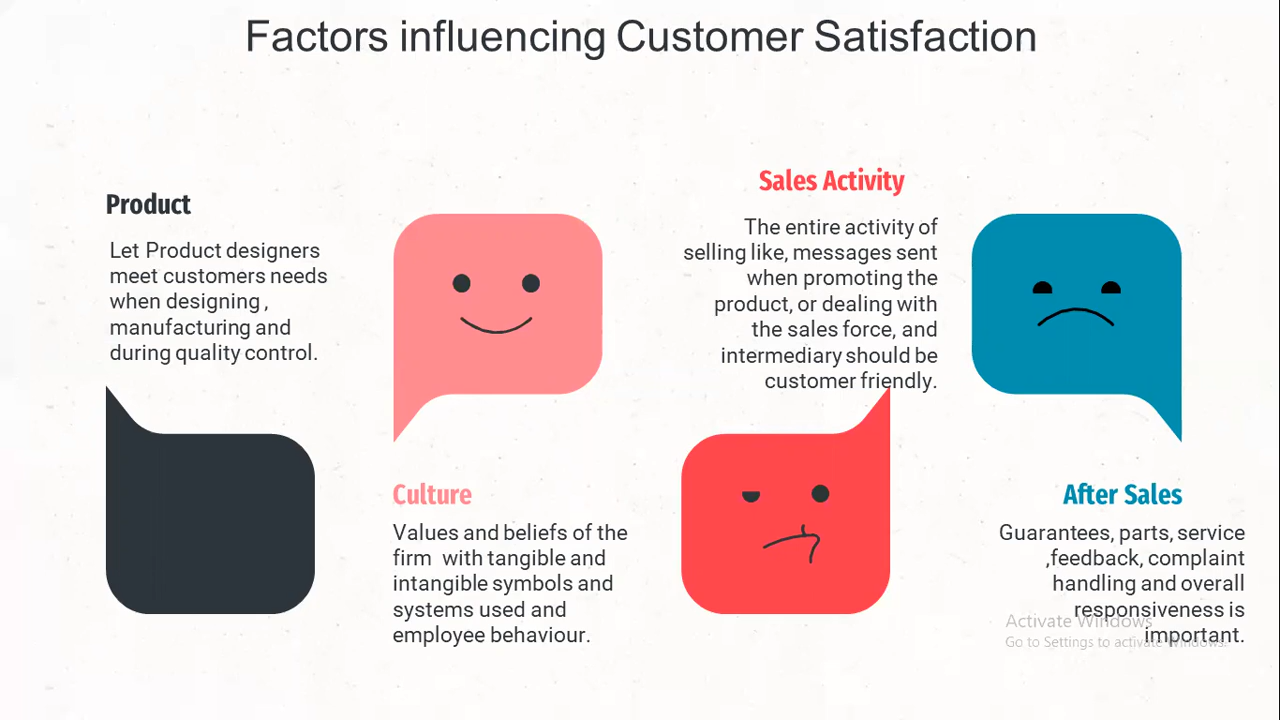 Factors influencing Customer Satisfaction
Product
Let Product designers
meet customers needs
when designing ,
manufacturing and
during quality control.
Culture
Values and beliefs of the
firm  with tangible and
intangible symbols and
systems used and
employee behaviour.
Sales Activity
The entire activity of
selling like, messages sent
when promoting the
product, or dealing with
the sales force, and
intermediary should be
customer friendly.
After Sales
Guarantees, parts, service
,feedback, complaint
handling and overall
responsiveness is
important.
Activate Windows
Go to Settings to activate Windows.